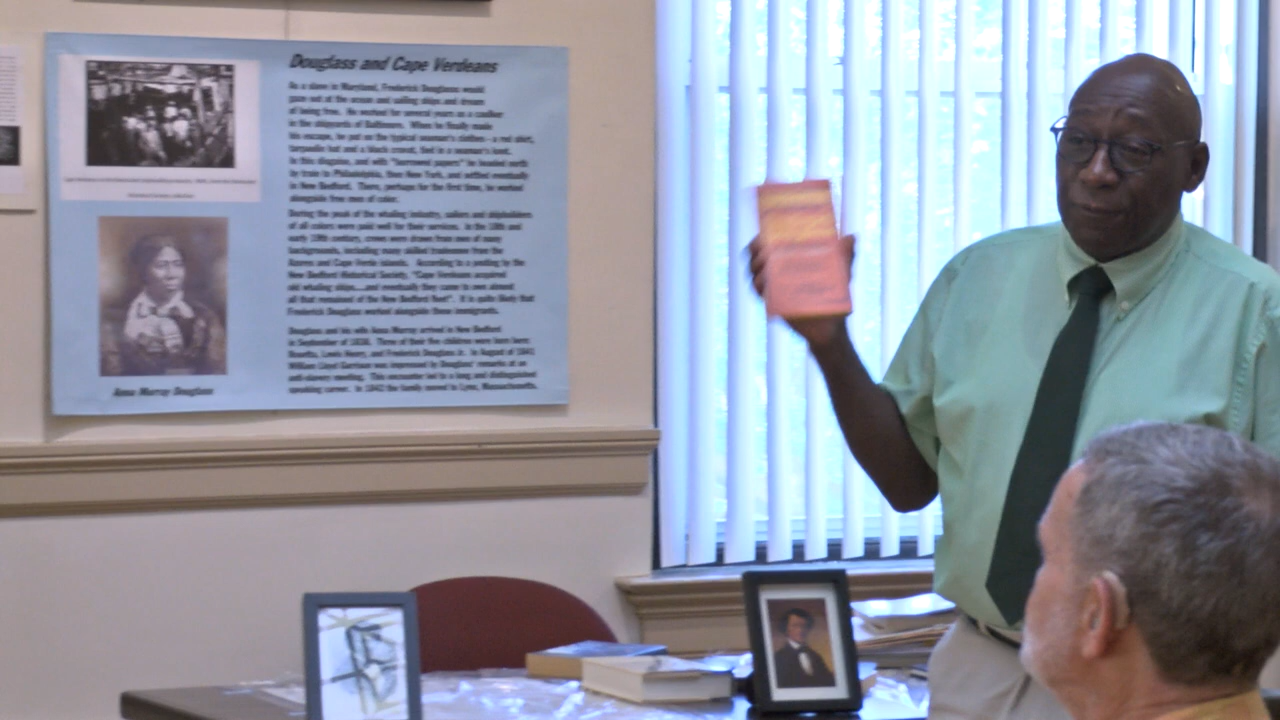 Douglass and Cape Verdeans
As a slave in Maryland, Frederick Douglass would
gaze out at the ocean and sailing ships and dream
of being free. He worked for several years as a caulker
in the shipyards of Baltimore. When he finally made
his escape, he put on the typical seaman's clothes - a red shirt,
tarpaulin hat and a black cravat, tied in a seaman's knot.
In this disguise, and with "borrowed papers" he headed north
by train to Philadelphia, then New York, and settled eventually
in New Bedford. There, perhaps for the first time, he worked
alongside free men of color.
During the peak of the whaling industry, sailors and shipbuilders
of all colors were paid well for their services. In the 18th and
early 19th century, crews were drawn from men of many
backgrounds, including many skilled tradesmen from the
Azores and Cape Verde islands. According to a posting by the
New Bedford Historical Society, "Cape Verdeans acquired
old whaling ships....and eventually they came to own almost
all that remained of the New Bedford fleet". It is quite likely that
Frederick Douglass worked alongside these immigrants.
Douglass and his wife Anna Murray arrived in New Bedford
in September of 1838. Three of their five children were born here:
Rosetta, Lewis Henry, and Frederick Douglass Jr. In August of 1841
William Lloyd Garrison was impressed by Douglass' remarks at an
anti-slavery meeting. This encounter led to a long and distinguished
speaking career. In 1842 the family moved to Lynn, Massachusetts.
Anna Murray Douglass